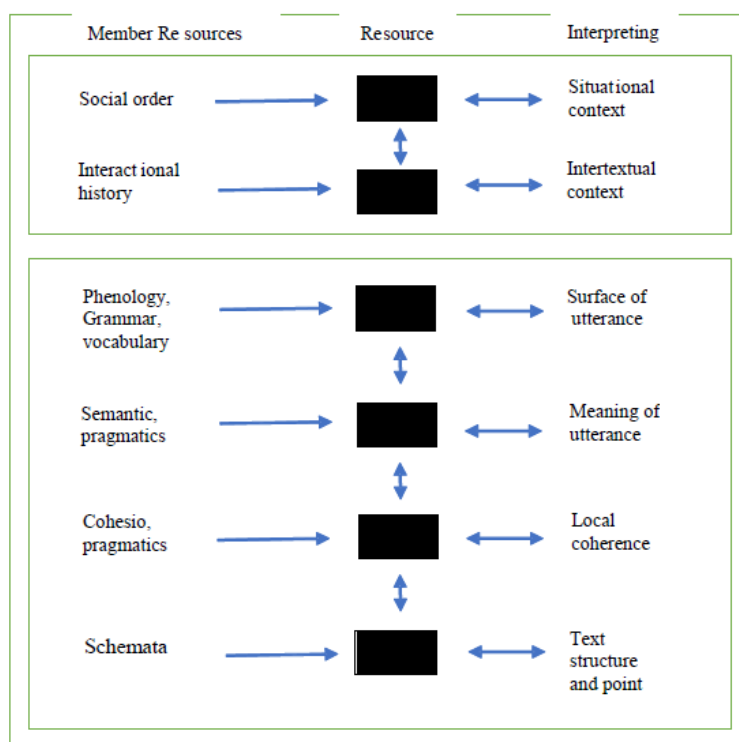 Member Re sources Resource Interpreting
Social order
Situational
context
Interact ional
history
Intertextual
context
Phenology,
Grammar,
vocabulary
Surface of
utterance
Semantic,
pragmatics
Meaning of
utterance
Cohesio,
pragmatics
Local
coherence
Schemata
Text
structure
and point